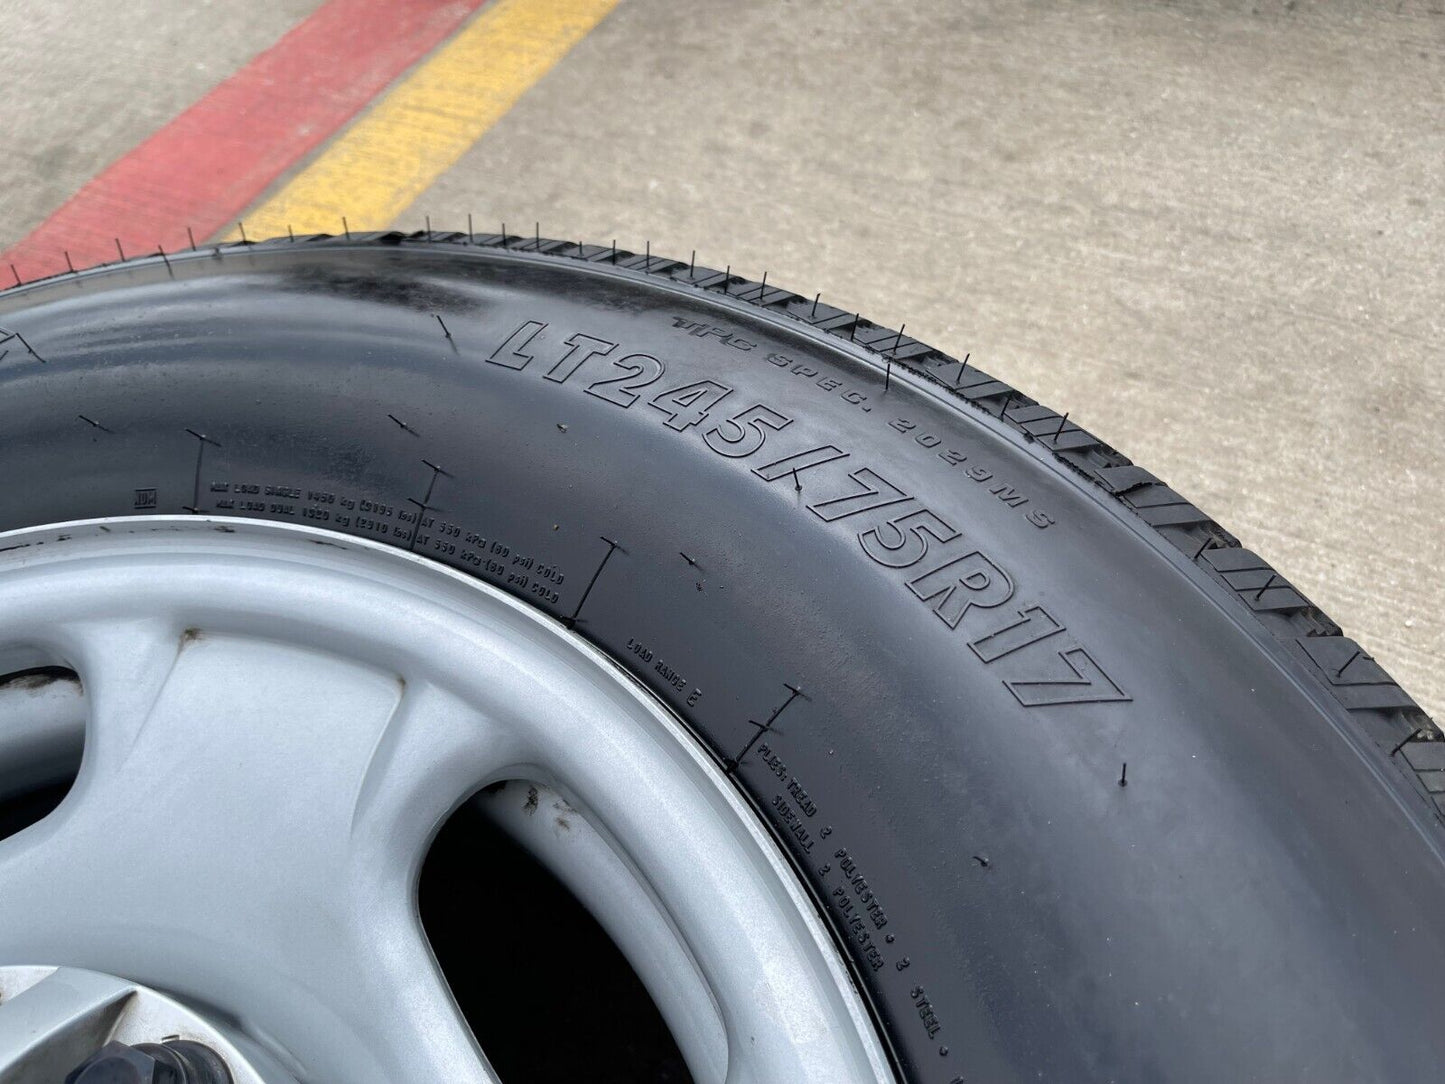 TPC SPEC. 2029MS
LT245/75R17
MAX LOAD SINGLE 1450 kg (3195 lbs) AT 550 kPa (80 psi) COLD
MAX LOAD DUAL 1320 kg (2910 lbs) AT 550 kPa (80 psi) COLD
LOAD RANGE E
PLIES: TREAD 2 POLYESTER • 2 STEEL •
SIDEWALL 2 POLYESTER